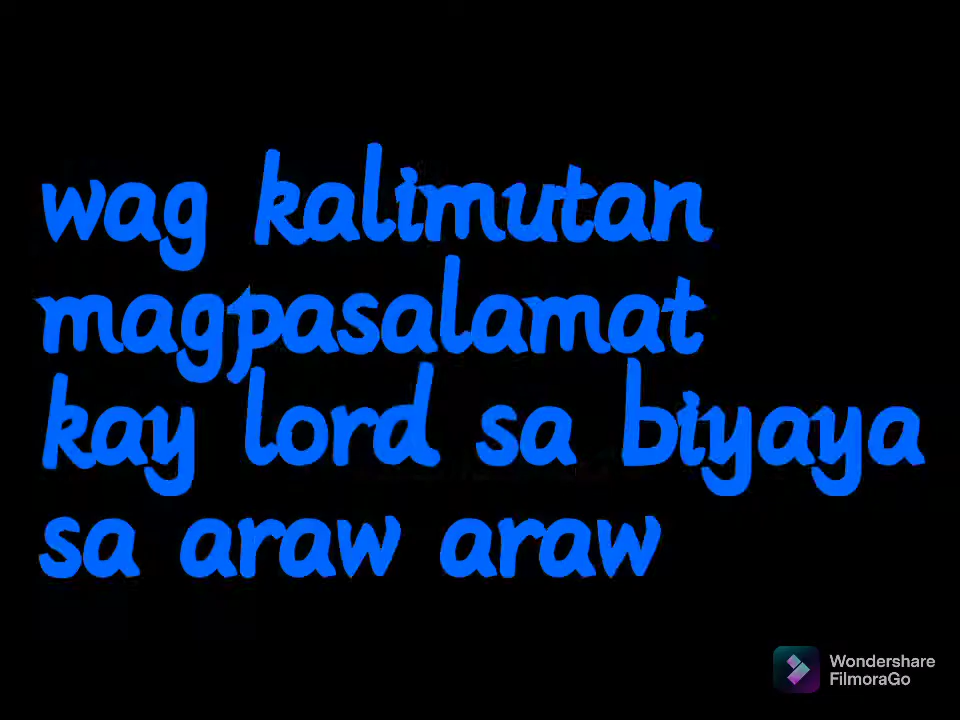 wag kalimutan
magpasalamat
kay lord sa biyaya
sa araw araw
Wondershare
FilmoraGo